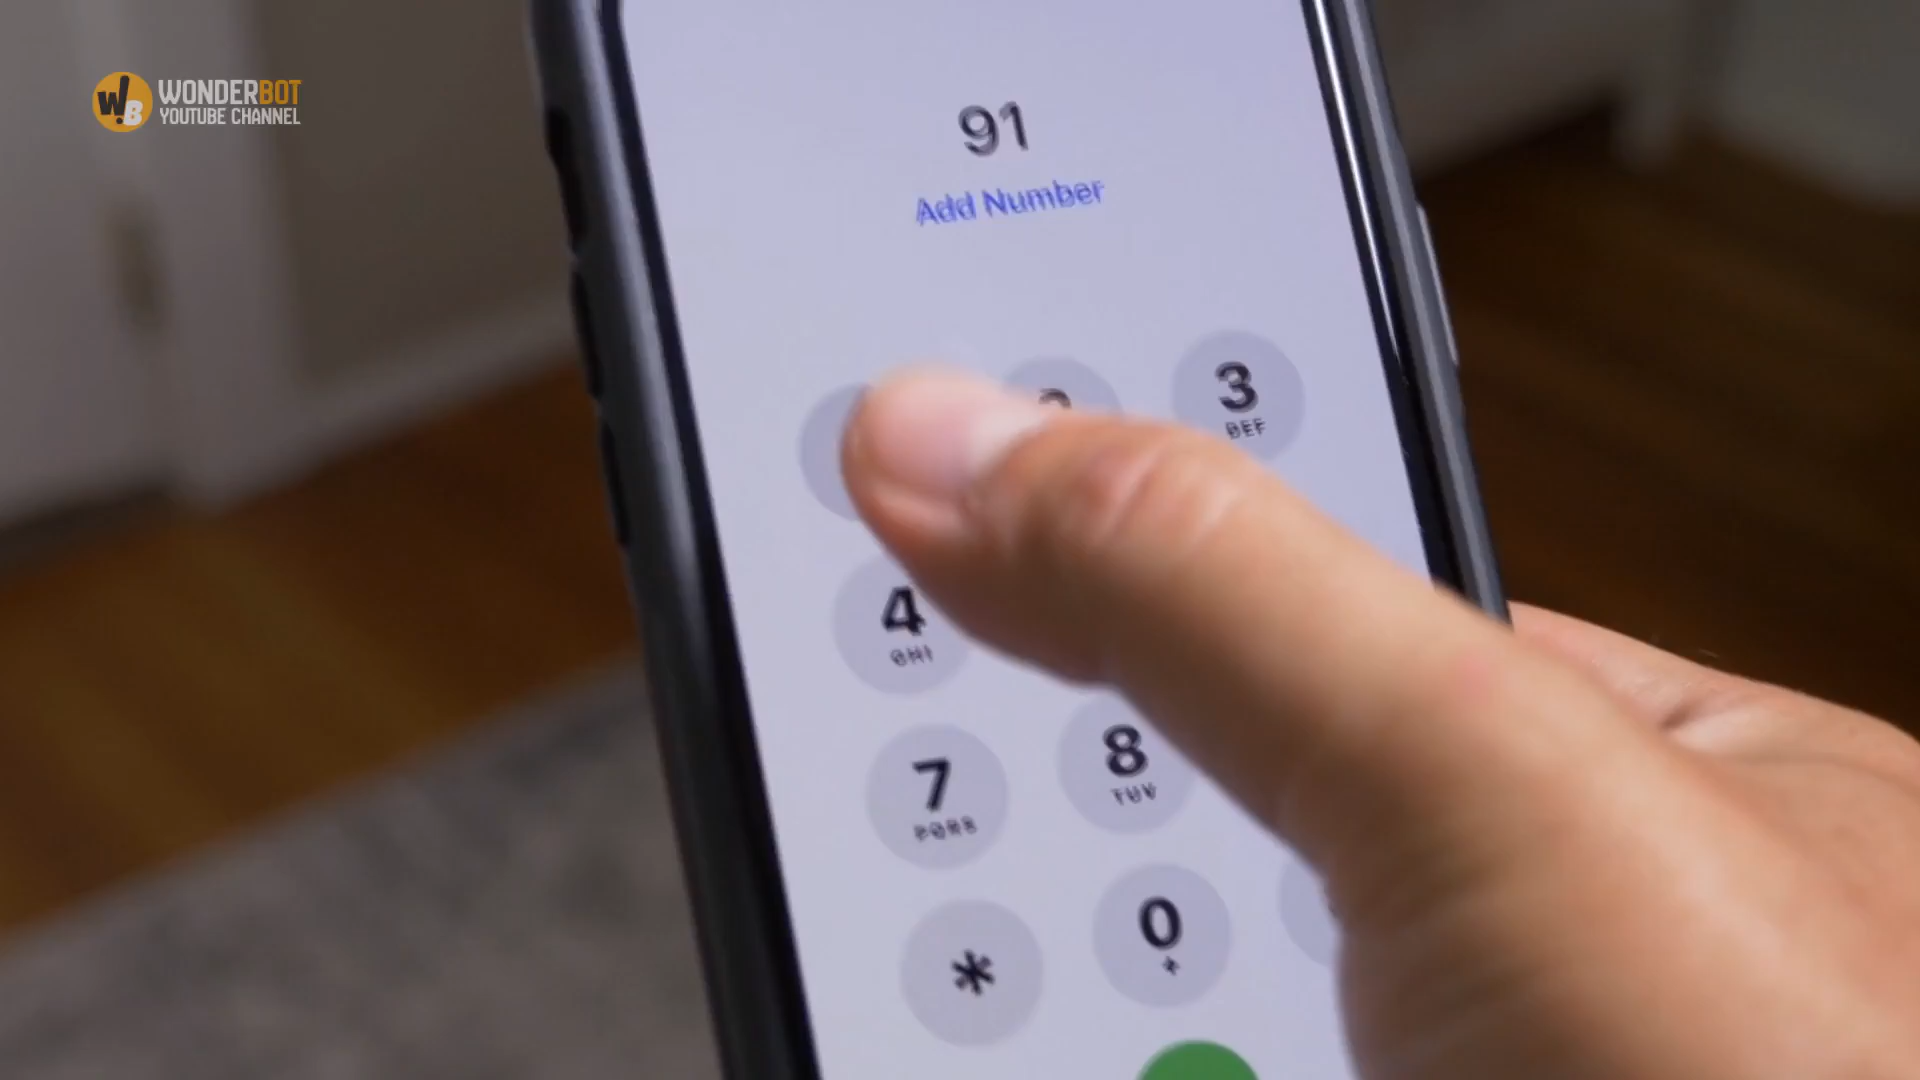 W!B WONDERBOT
YOUTUBE CHANNEL
91
Add Number
3
DEF
4
GHI
7
PQRS
8
TUV
*
0
+